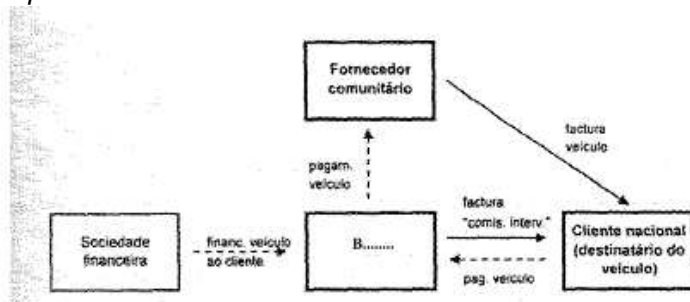 Fornecedor
comunitário
factura
veículo
pagam.
veículo
factura
"comis. interv."
Sociedade
financeira
financ. veículo
ao cliente
B........
Cliente nacional
(destinatário do
veículo)
pag. veículo